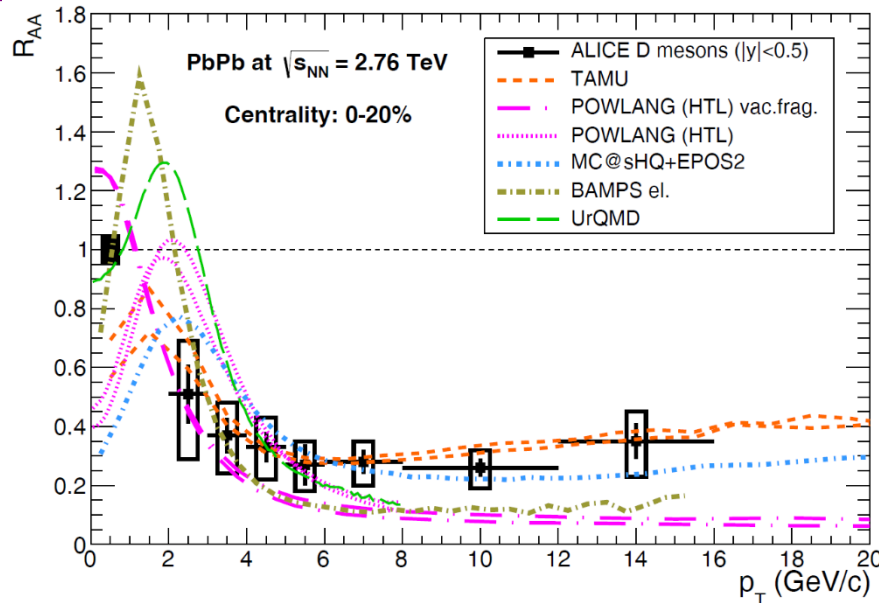 R_AA
1.8
1.6
1.4
1.2
1
0.8
0.6
0.4
0.2
0
PbPb at √s_NN = 2.76 TeV
Centrality: 0-20%
ALICE D mesons (|y|<0.5)
TAMU
POWLANG (HTL) vac.frag.
POWLANG (HTL)
MC@sHQ+EPOS2
BAMPS el.
UrQMD
0 2 4 6 8 10 12 14 16 18 20
p_T (GeV/c)